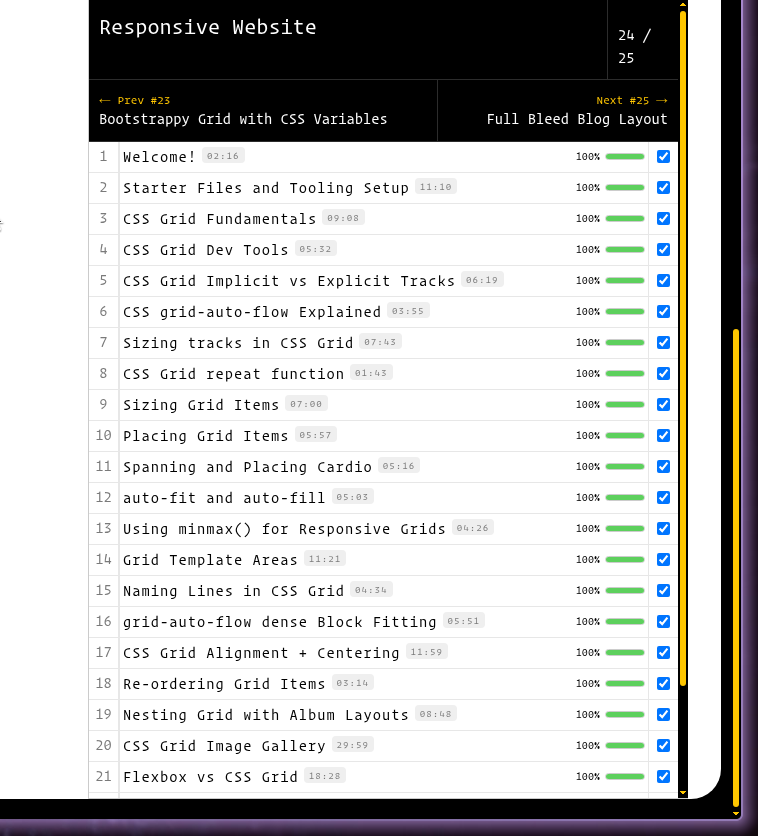 Responsive Website
24 /
25
← Prev #23
Bootstrappy Grid with CSS Variables
Next #25 →
Full Bleed Blog Layout
1 Welcome! 02:16 100%
2 Starter Files and Tooling Setup 11:10 100%
3 CSS Grid Fundamentals 09:08 100%
4 CSS Grid Dev Tools 05:32 100%
5 CSS Grid Implicit vs Explicit Tracks 06:19 100%
6 CSS grid-auto-flow Explained 03:55 100%
7 Sizing tracks in CSS Grid 07:43 100%
8 CSS Grid repeat function 01:43 100%
9 Sizing Grid Items 07:00 100%
10 Placing Grid Items 05:57 100%
11 Spanning and Placing Cardio 05:16 100%
12 auto-fit and auto-fill 05:03 100%
13 Using minmax() for Responsive Grids 04:26 100%
14 Grid Template Areas 11:21 100%
15 Naming Lines in CSS Grid 04:34 100%
16 grid-auto-flow dense Block Fitting 05:51 100%
17 CSS Grid Alignment + Centering 11:59 100%
18 Re-ordering Grid Items 03:14 100%
19 Nesting Grid with Album Layouts 08:48 100%
20 CSS Grid Image Gallery 29:59 100%
21 Flexbox vs CSS Grid 18:28 100%